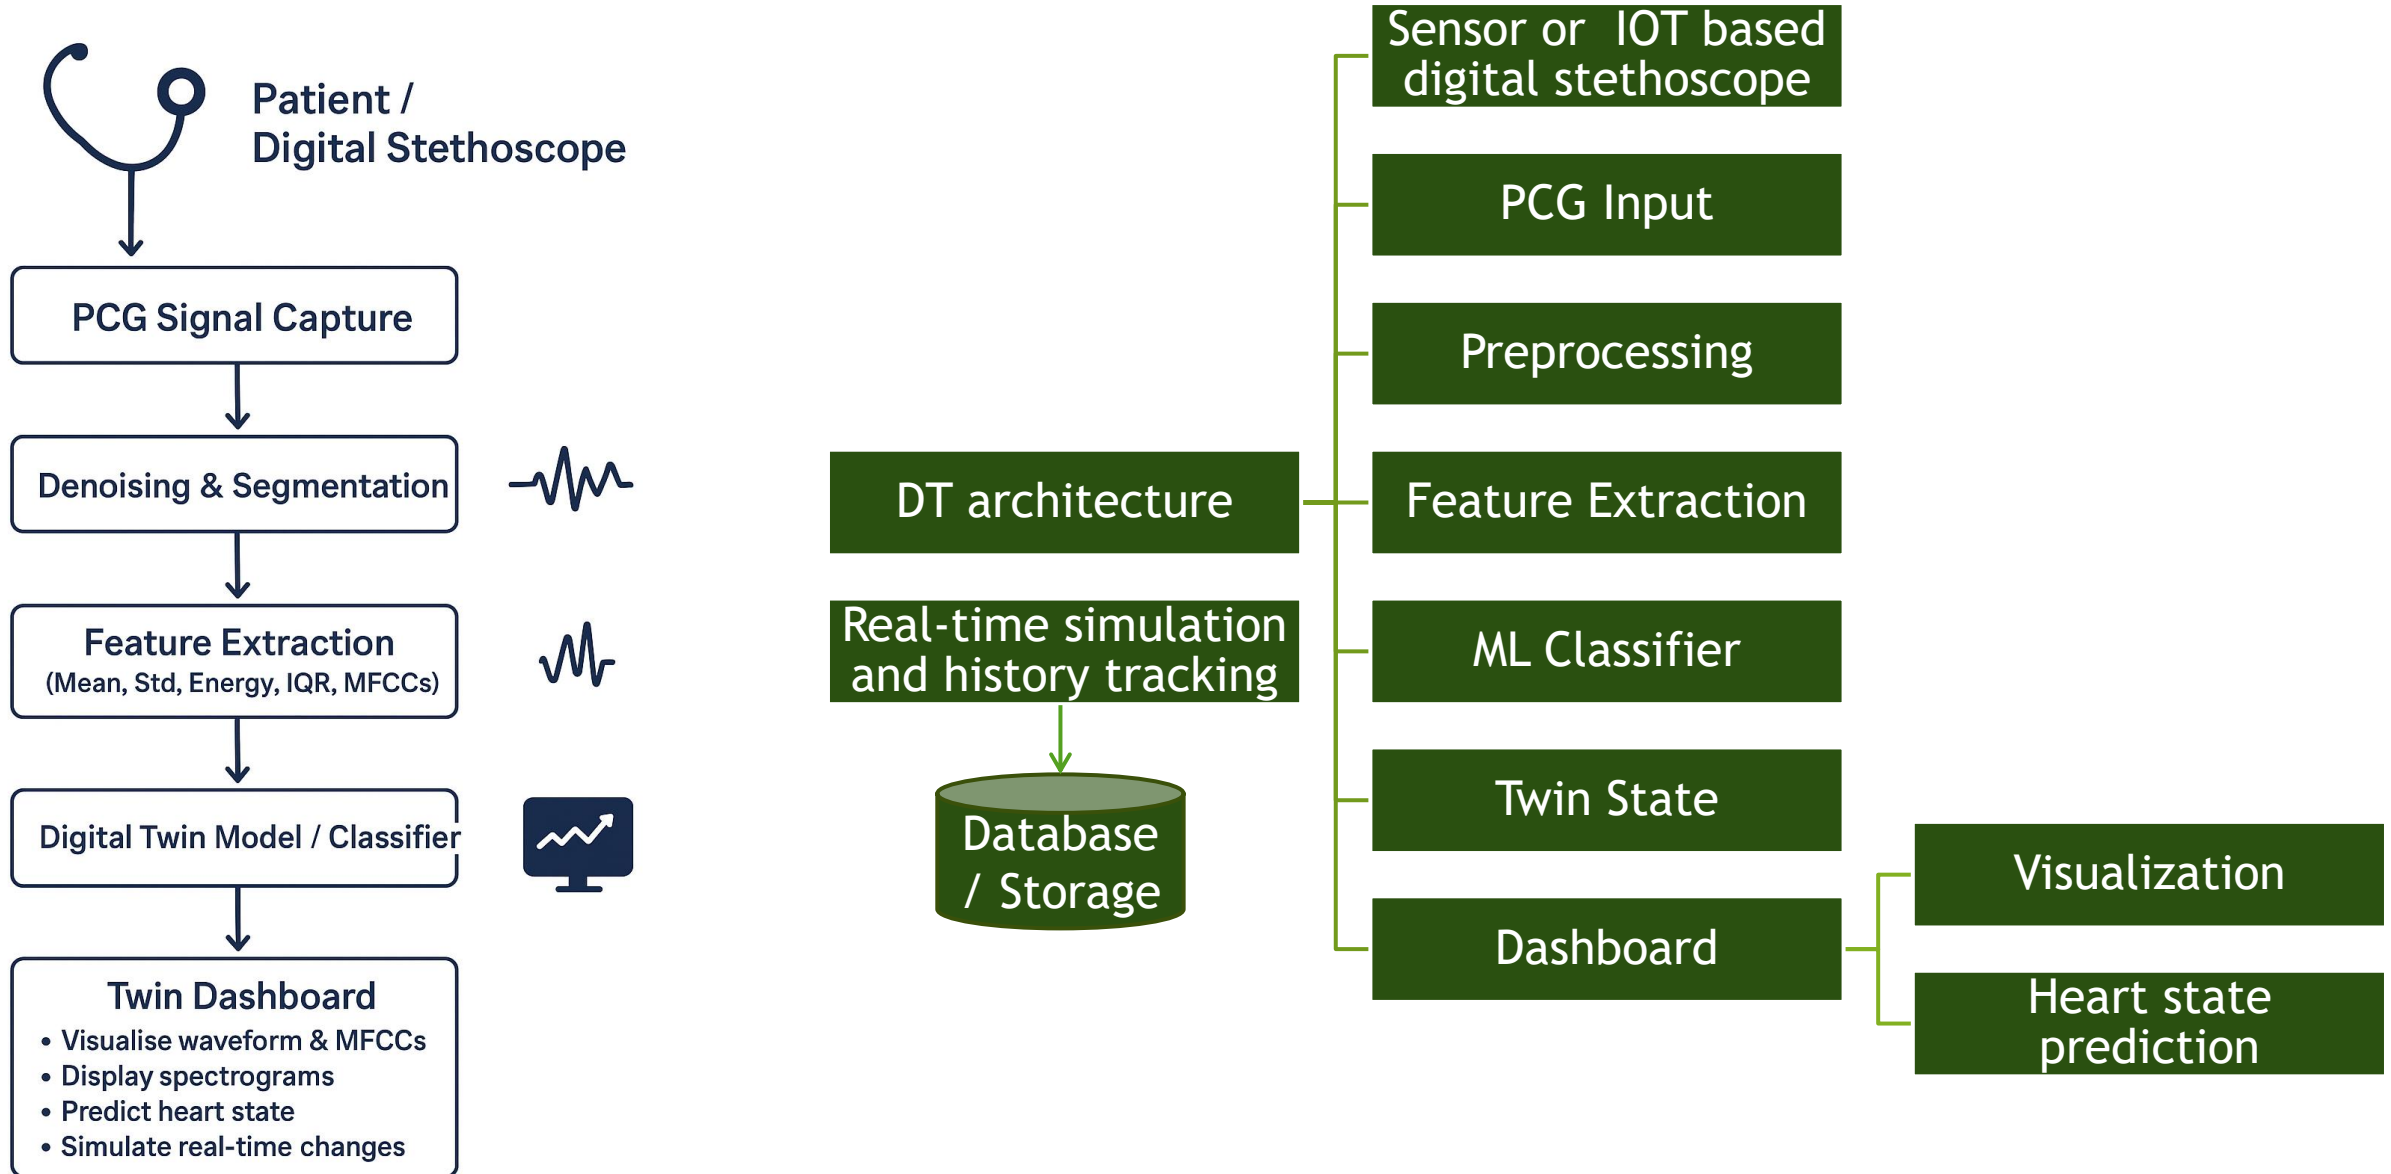 Patient /
Digital Stethoscope
PCG Signal Capture
Denoising & Segmentation
Feature Extraction
(Mean, Std, Energy, IQR, MFCCs)
Digital Twin Model / Classifier
Twin Dashboard
• Visualise waveform & MFCCs
• Display spectrograms
• Predict heart state
• Simulate real-time changes
DT architecture
Real-time simulation
and history tracking
Database
/ Storage
Sensor or IOT based
digital stethoscope
PCG Input
Preprocessing
Feature Extraction
ML Classifier
Twin State
Dashboard
Visualization
Heart state
prediction